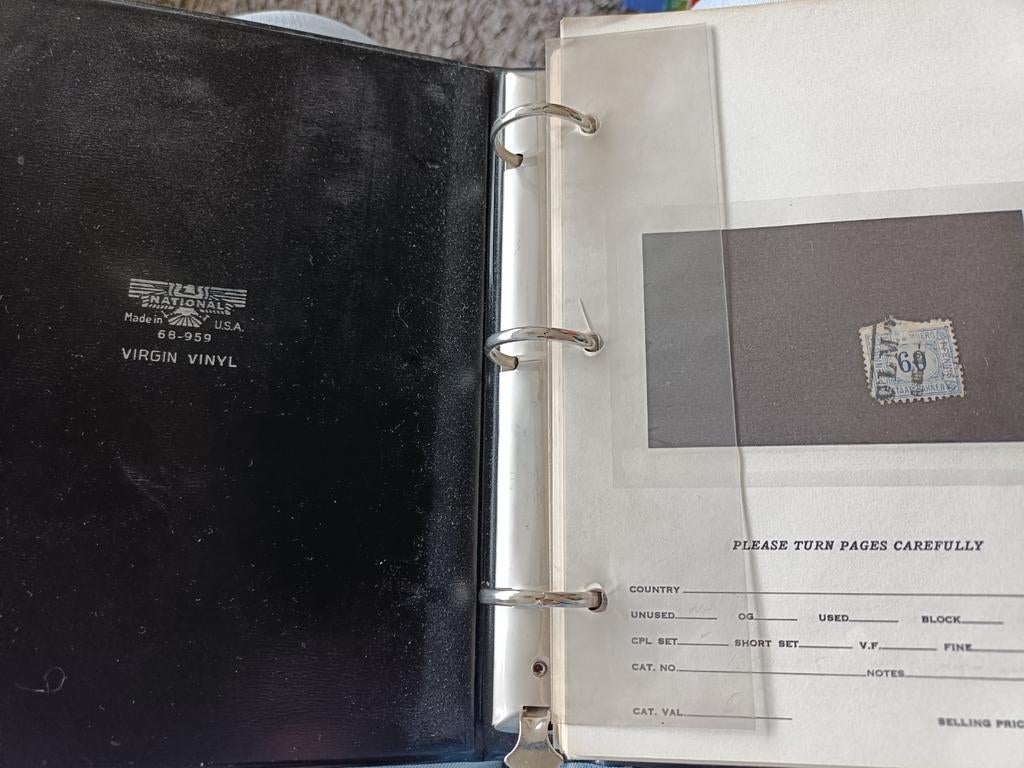 NATIONAL
Made in U.S.A.
68-959
VIRGIN VINYL
60
PLEASE TURN PAGES CAREFULLY
COUNTRY
UNUSED OG USED BLOCK
CPL SET SHORT SET V.F. FINE
CAT. NO. NOTES
CAT. VAL.
SELLING PRIC